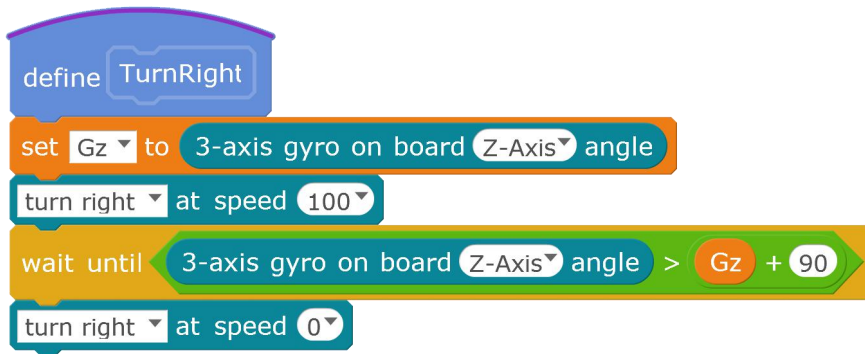 define TurnRight
set Gz to 3-axis gyro on board Z-Axis angle
turn right at speed 100
wait until 3-axis gyro on board Z-Axis angle > Gz + 90
turn right at speed 0